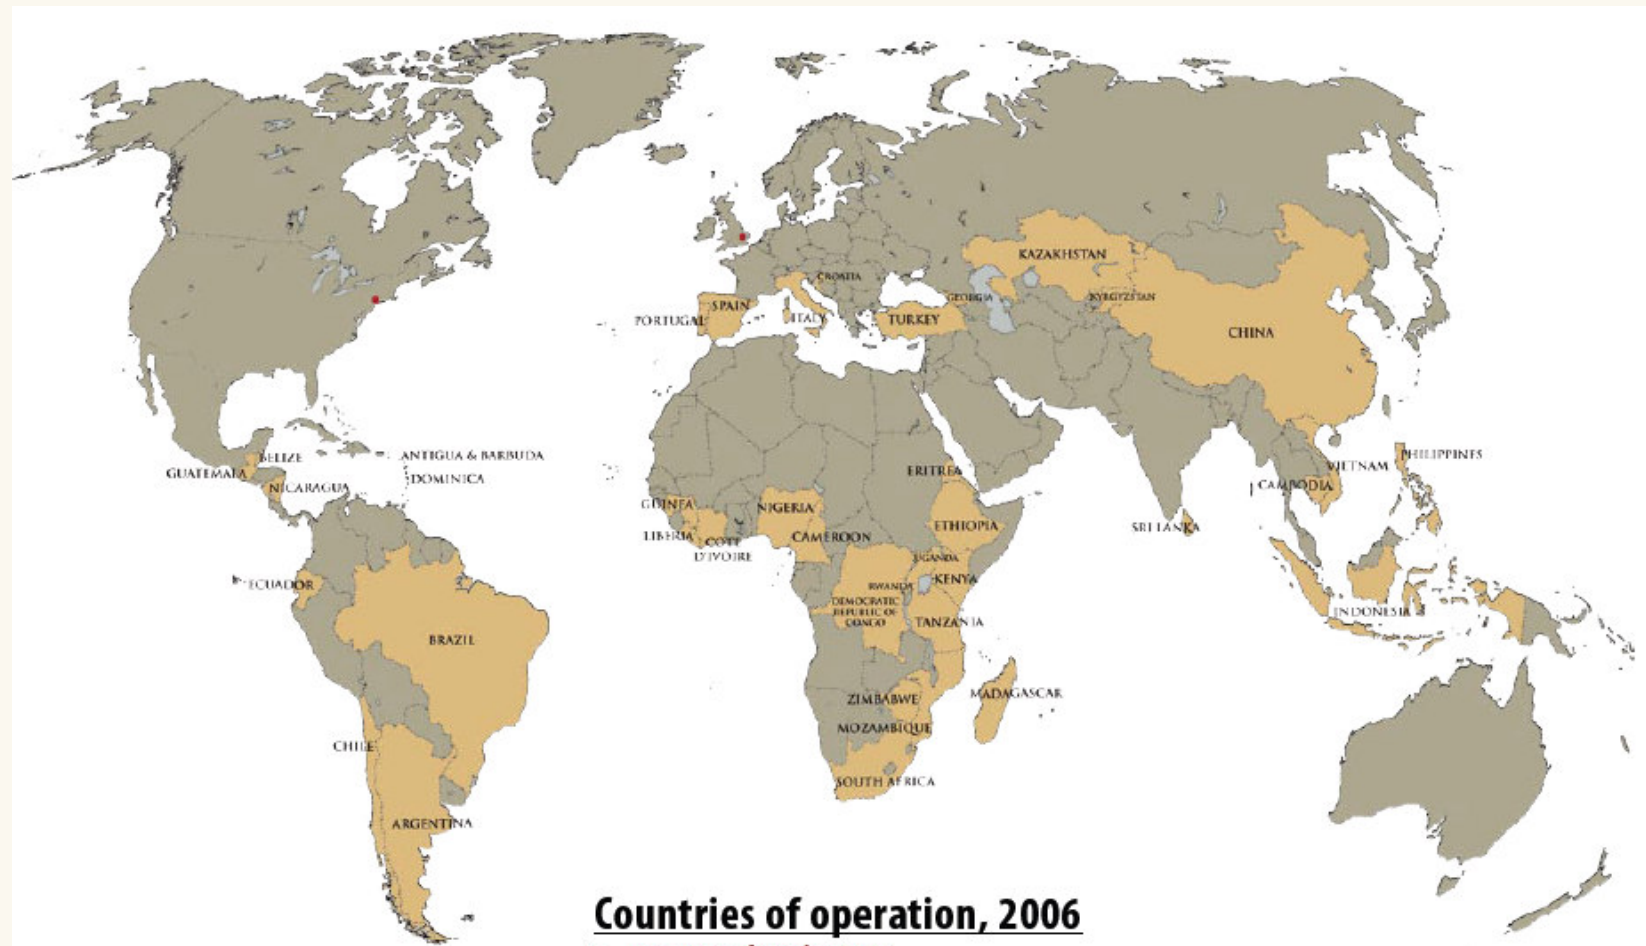 KAZAKHSTAN
CROATIA
GEORGIA
KYRGYZSTAN
SPAIN
PORTUGAL
ITALY
TURKEY
CHINA
ANTIGUA & BARBUDA
BELIZE
GUATEMALA
DOMINICA
NICARAGUA
PHILIPPINES
VIETNAM
CAMBODIA
ERITREA
GUINEA
NIGERIA
ETHIOPIA
SRI LANKA
LIBERIA
COTE
D'IVOIRE
CAMEROON
UGANDA
ECUADOR
RWANDA
KENYA
DEMOCRATIC
REPUBLIC OF
CONGO
TANZANIA
INDONESIA
BRAZIL
ZIMBABWE
MADAGASCAR
MOZAMBIQUE
CHILE
SOUTH AFRICA
ARGENTINA
Countries of operation, 2006